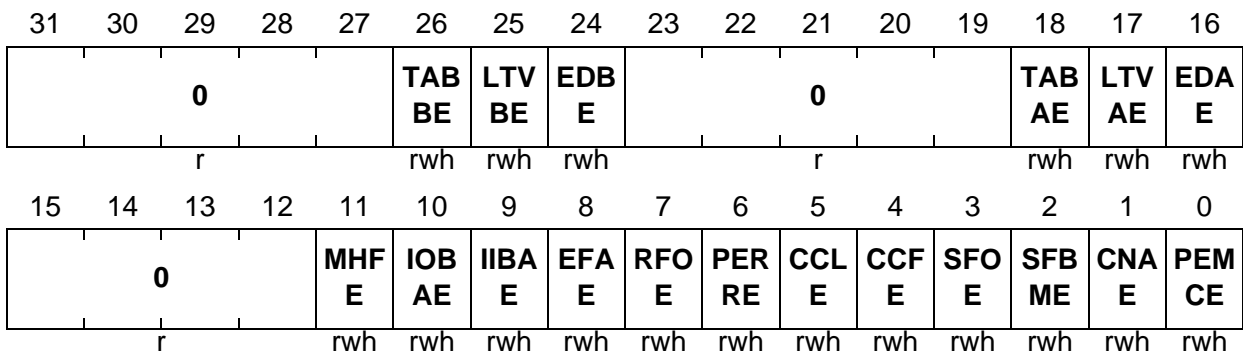 31 30 29 28 27 26 25 24 23 22 21 20 19 18 17 16
0 TAB BE LTV BE EDB E 0 TAB AE LTV AE EDA E
r rwh rwh rwh r rwh rwh rwh
15 14 13 12 11 10 9 8 7 6 5 4 3 2 1 0
0 MHF E IOB AE IIBA E EFA E RFO E PER RE CCL E CCF E SFO E SFB ME CNA E PEM CE
r rwh rwh rwh rwh rwh rwh rwh rwh rwh rwh rwh rwh